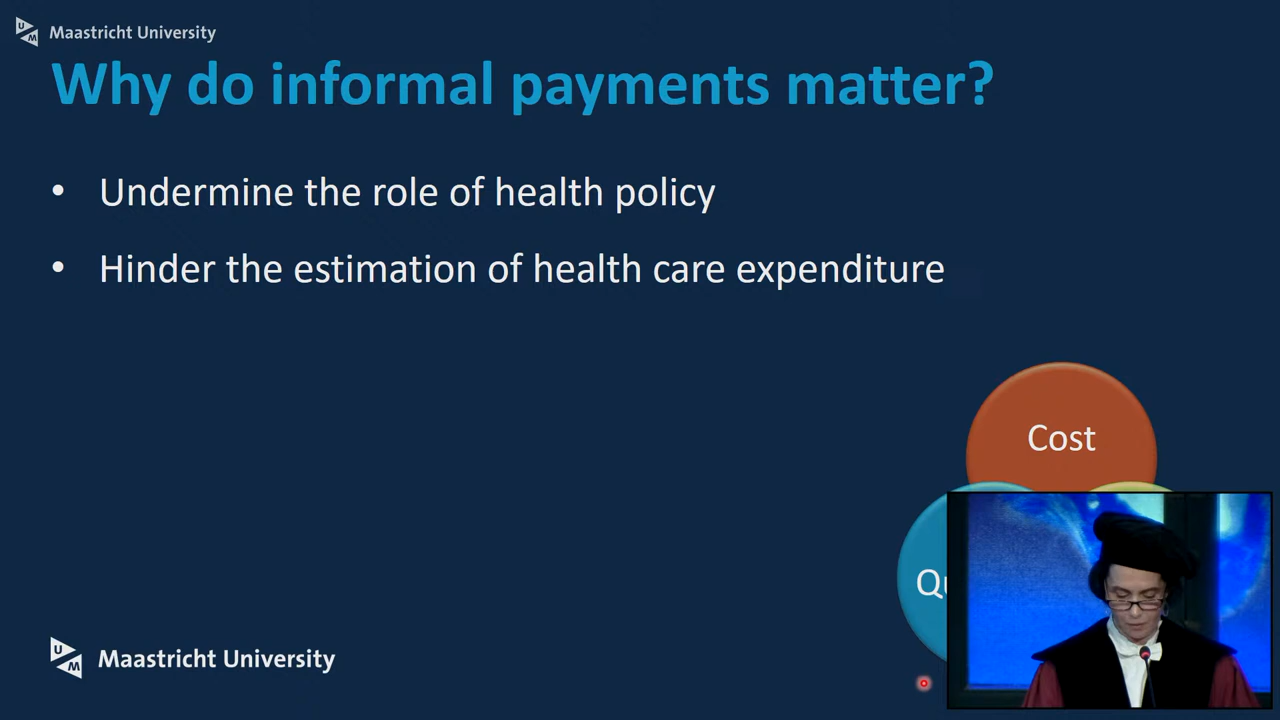 Maastricht University
Why do informal payments matter?
• Undermine the role of health policy
• Hinder the estimation of health care expenditure
Cost
Maastricht University